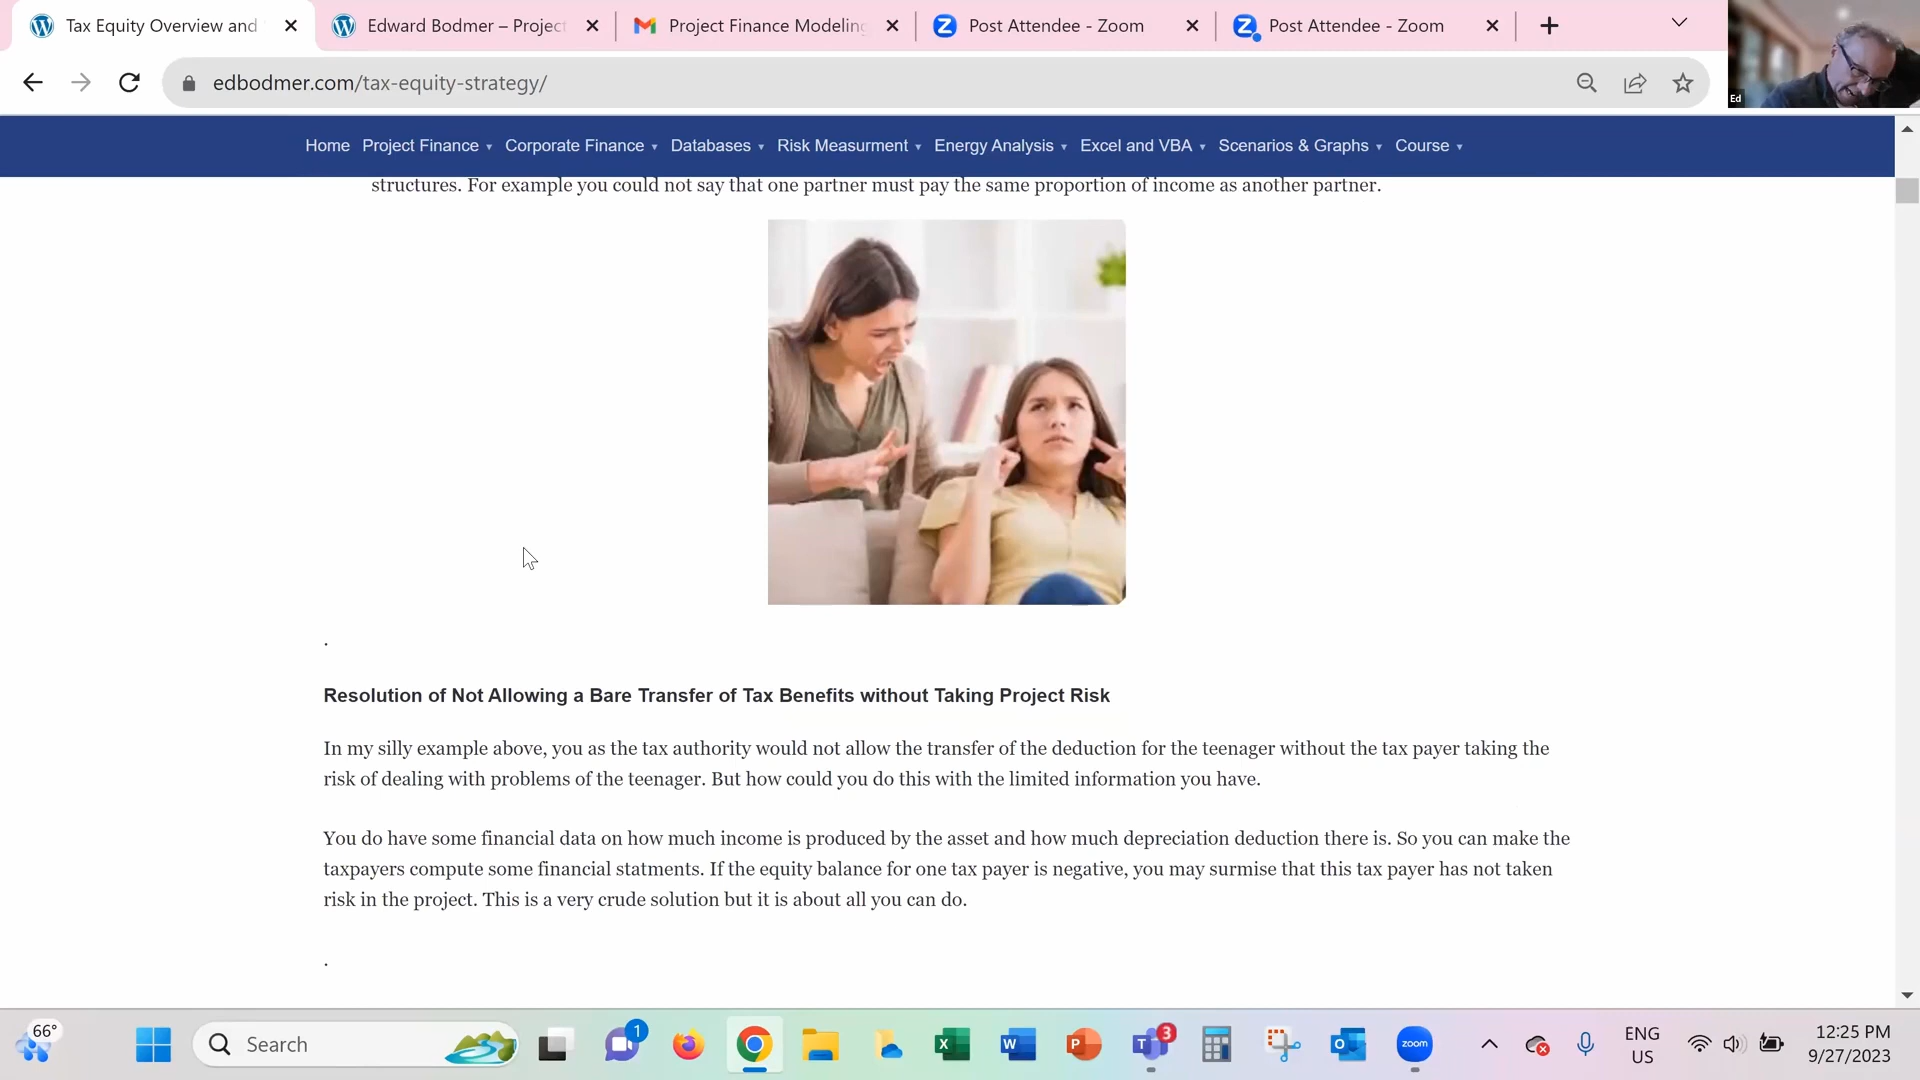 Tax Equity Overview and
Edward Bodmer – Project
Project Finance Modeling
Post Attendee - Zoom
Post Attendee - Zoom
edbodmer.com/tax-equity-strategy/
Ed
Home Project Finance Corporate Finance Databases Risk Measurment Energy Analysis Excel and VBA Scenarios & Graphs Course
structures. For example you could not say that one partner must pay the same proportion of income as another partner.
.
Resolution of Not Allowing a Bare Transfer of Tax Benefits without Taking Project Risk
In my silly example above, you as the tax authority would not allow the transfer of the deduction for the teenager without the tax payer taking the
risk of dealing with problems of the teenager. But how could you do this with the limited information you have.
You do have some financial data on how much income is produced by the asset and how much depreciation deduction there is. So you can make the
taxpayers compute some financial statments. If the equity balance for one tax payer is negative, you may surmise that this tax payer has not taken
risk in the project. This is a very crude solution but it is about all you can do.
.
66°
Search
1
3
zoom
ENG
US
12:25 PM
9/27/2023